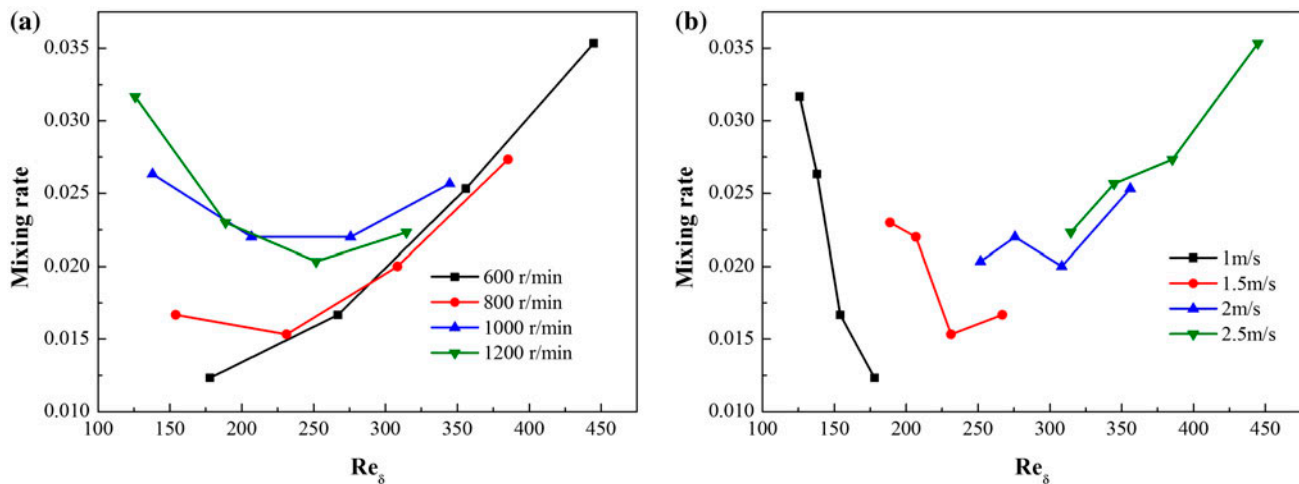 (a)
0.035
0.030
0.025
0.020
0.015
0.010
Mixing rate
100 150 200 250 300 350 400 450
Reδ
600 r/min
800 r/min
1000 r/min
1200 r/min
(b)
0.035
0.030
0.025
0.020
0.015
0.010
Mixing rate
100 150 200 250 300 350 400 450
Reδ
1m/s
1.5m/s
2m/s
2.5m/s